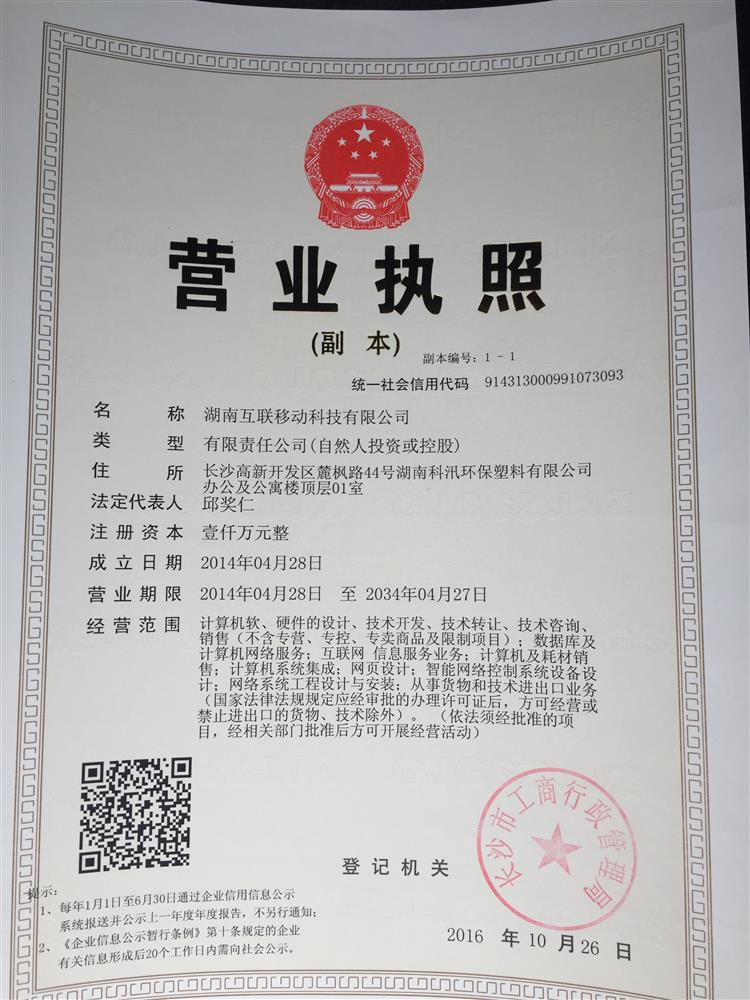 营业执照
(副 本)
副本编号：1 - 1
统一社会信用代码 914313000991073093
名 称 湖南互联移动科技有限公司
类 型 有限责任公司(自然人投资或控股)
住 所 长沙高新开发区麓枫路44号湖南科汛环保塑料有限公司
办公及公寓楼顶层01室
法定代表人 邱奖仁
注册资本 壹仟万元整
成立日期 2014年04月28日
营业期限 2014年04月28日 至 2034年04月27日
经营范围 计算机软、硬件的设计、技术开发、技术转让、技术咨询、
销售（不含专营、专控、专卖商品及限制项目）；数据库及
计算机网络服务；互联网 信息服务业务；计算机及耗材销
售；计算机系统集成；网页设计；智能网络控制系统设备设
计；网络系统工程设计与安装；从事货物和技术进出口业务
（国家法律法规规定应经审批的办理许可证后，方可经营或
禁止进出口的货物、技术除外）。（依法须经批准的项
目，经相关部门批准后方可开展经营活动）
长沙市工商行政管理局
登记机关
提示：
1、每年1月1日至6月30日通过企业信用信息公示
系统报送并公示上一年度年度报告，不另行通知；
2、《企业信息公示暂行条例》第十条规定的企业
有关信息形成后20个工作日内需向社会公示。
2016 年 10 月 26 日